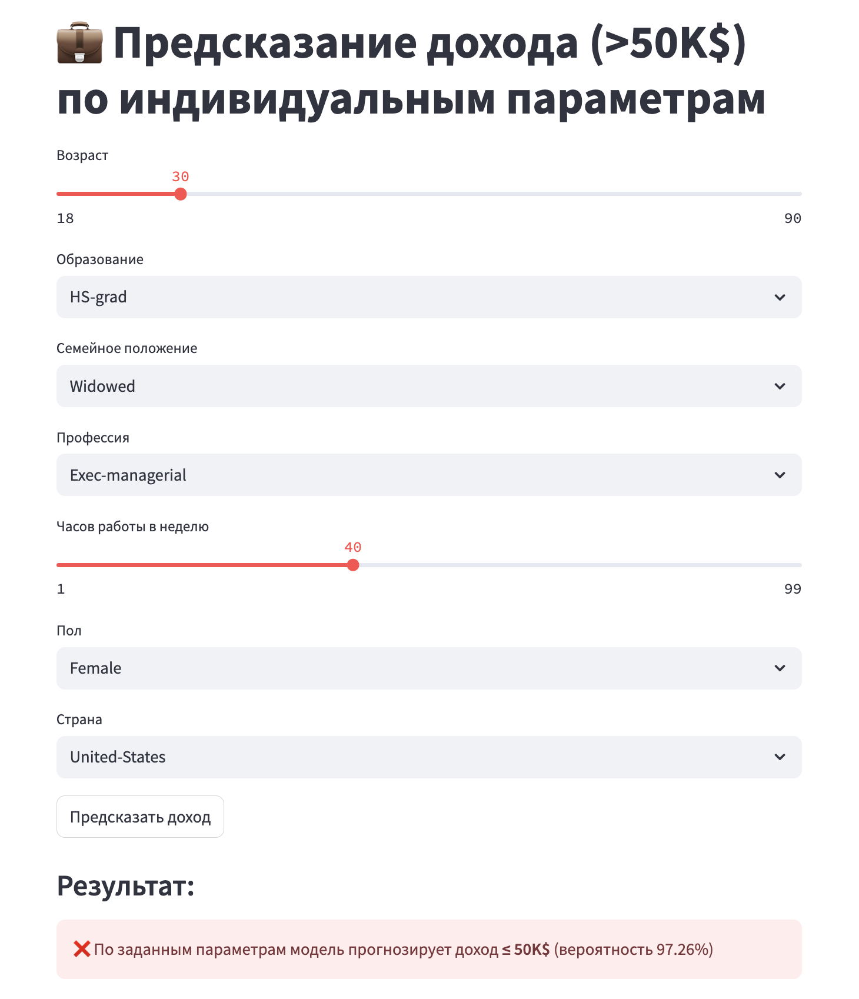 Предсказание дохода (>50K$)
по индивидуальным параметрам
Возраст
30
18 90
Образование
HS-grad
Семейное положение
Widowed
Профессия
Exec-managerial
Часов работы в неделю
40
1 99
Пол
Female
Страна
United-States
Предсказать доход
Результат:
❌ По заданным параметрам модель прогнозирует доход ≤ 50K$ (вероятность 97.26%)